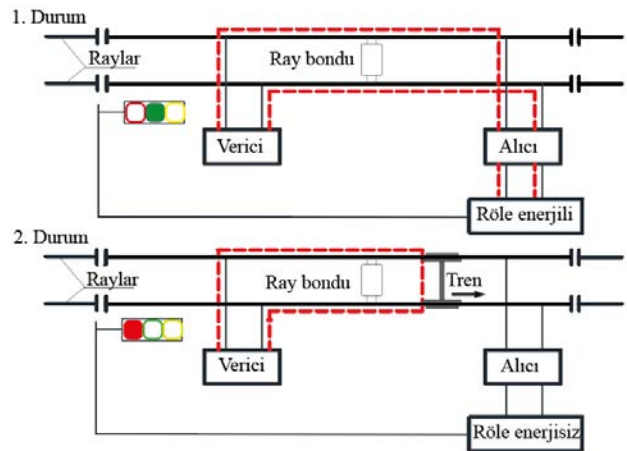 1. Durum
Raylar
Ray bondu
Verici
Alıcı
Röle enerjili
2. Durum
Raylar
Ray bondu
Tren
Verici
Alıcı
Röle enerjisiz